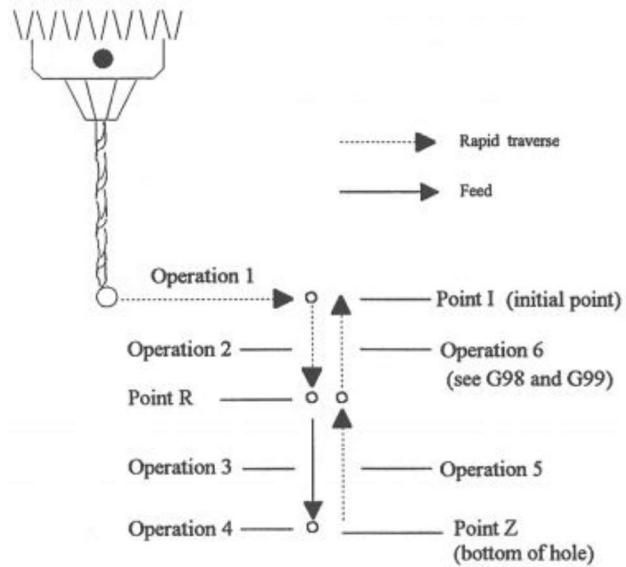 Rapid traverse
Feed
Operation 1
Point I (initial point)
Operation 2
Operation 6
(see G98 and G99)
Point R
Operation 3
Operation 5
Operation 4
Point Z
(bottom of hole)